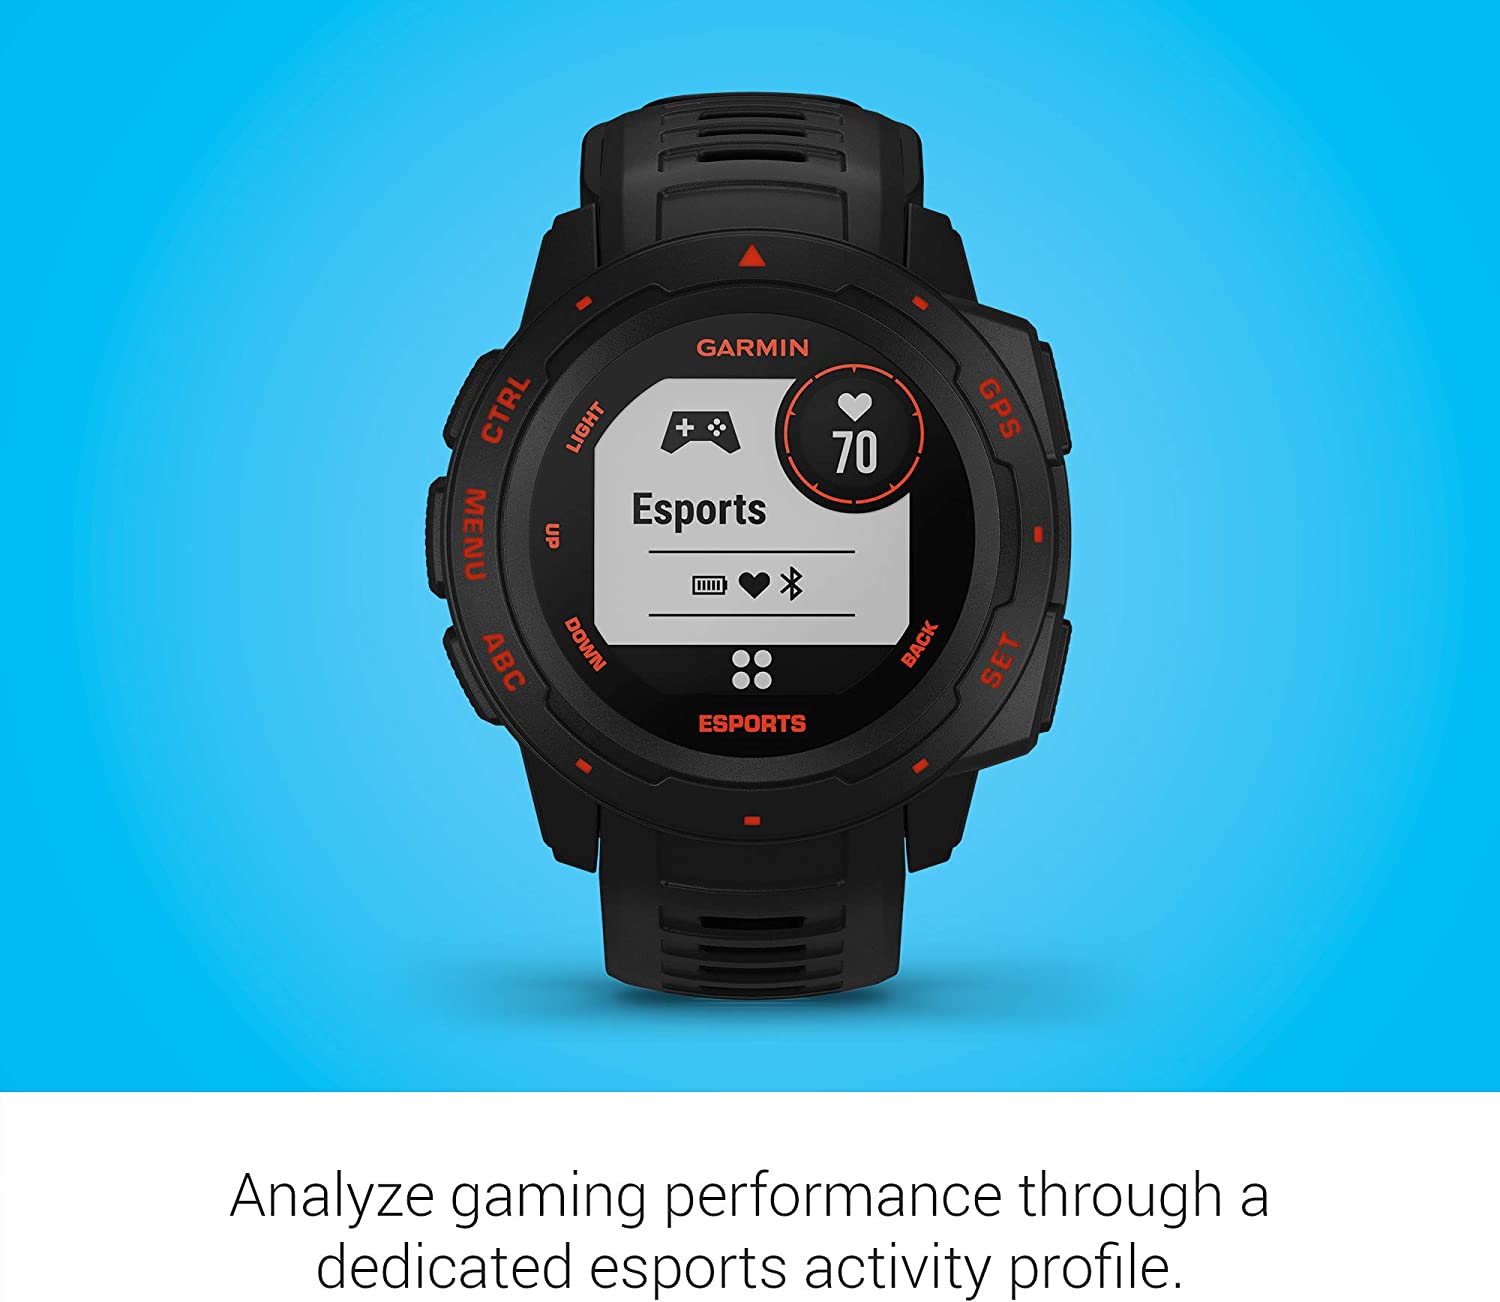 GARMIN
CTRL
LIGHT
GPS
70
MENU
UP
Esports
ABC
DOWN
BACK
SET
ESPORTS
Analyze gaming performance through a
dedicated esports activity profile.